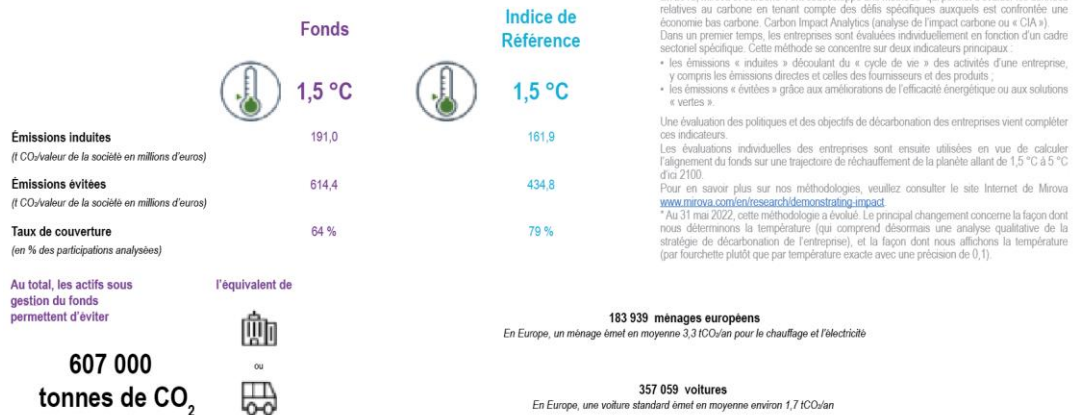 Fonds
Indice de
Référence
1,5 °C
1,5 °C
Émissions induites
191,0
161,9
(t CO₂/valeur de la société en millions d'euros)
Émissions évitées
614,4
434,8
(t CO₂/valeur de la société en millions d'euros)
Taux de couverture
64 %
79 %
(en % des participations analysées)
relatives au carbone en tenant compte des défis spécifiques auxquels est confrontée une
économie bas carbone. Carbon Impact Analytics (analyse de l'impact carbone ou « CIA »).
Dans un premier temps, les entreprises sont évaluées individuellement en fonction d'un cadre
sectoriel spécifique. Cette méthode se concentre sur deux indicateurs principaux :
• les émissions « induites » découlant du « cycle de vie » des activités d'une entreprise,
y compris les émissions directes et celles des fournisseurs et des produits ;
• les émissions « évitées » grâce aux améliorations de l'efficacité énergétique ou aux solutions
« vertes ».
Une évaluation des politiques et des objectifs de décarbonation des entreprises vient compléter
ces indicateurs.
Les évaluations individuelles des entreprises sont ensuite utilisées en vue de calculer
l'alignement du fonds sur une trajectoire de réchauffement de la planète allant de 1,5 °C à 5 °C
d'ici 2100.
Pour en savoir plus sur nos méthodologies, veuillez consulter le site Internet de Mirova
www.mirova.com/en/research/demonstrating-impact
* Au 31 mai 2022, cette méthodologie a évolué. Le principal changement concerne la façon dont
nous déterminons la température (qui comprend désormais une analyse qualitative de la
stratégie de décarbonation de l'entreprise), et la façon dont nous affichons la température
(par fourchette plutôt que par température exacte avec une précision de 0,1).
Au total, les actifs sous
gestion du fonds
permettent d'éviter
607 000
tonnes de CO₂
l'équivalent de
ou
183 939 ménages européens
En Europe, un ménage émet en moyenne 3,3 tCO₂/an pour le chauffage et l'électricité
357 059 voitures
En Europe, une voiture standard émet en moyenne environ 1,7 tCO₂/an